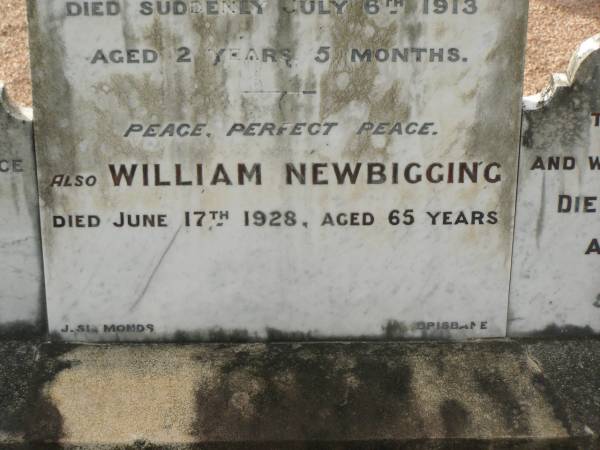 DIED SUDDENLY JULY 6TH 1913
AGED 2 YEARS 5 MONTHS.
PEACE, PERFECT PEACE.
ALSO WILLIAM NEWBIGGING
DIED JUNE 17TH 1928, AGED 65 YEARS
J. SIMMONDS BRISBANE
CE
T
AND W
DIE
A